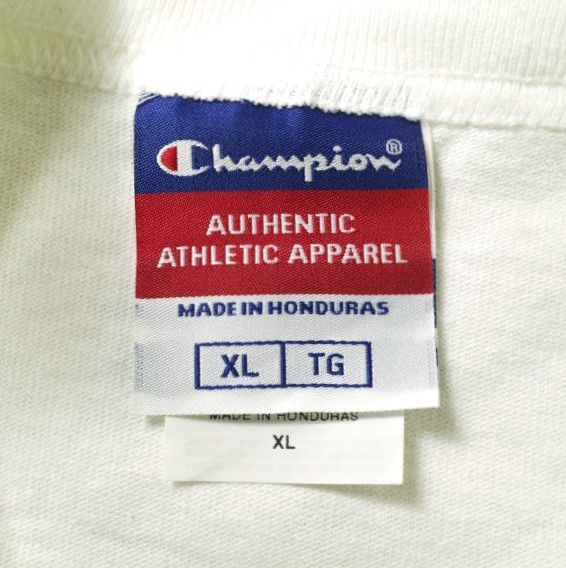 Champion®
AUTHENTIC
ATHLETIC APPAREL
MADE IN HONDURAS
XL TG
MADE IN HONDURAS
XL